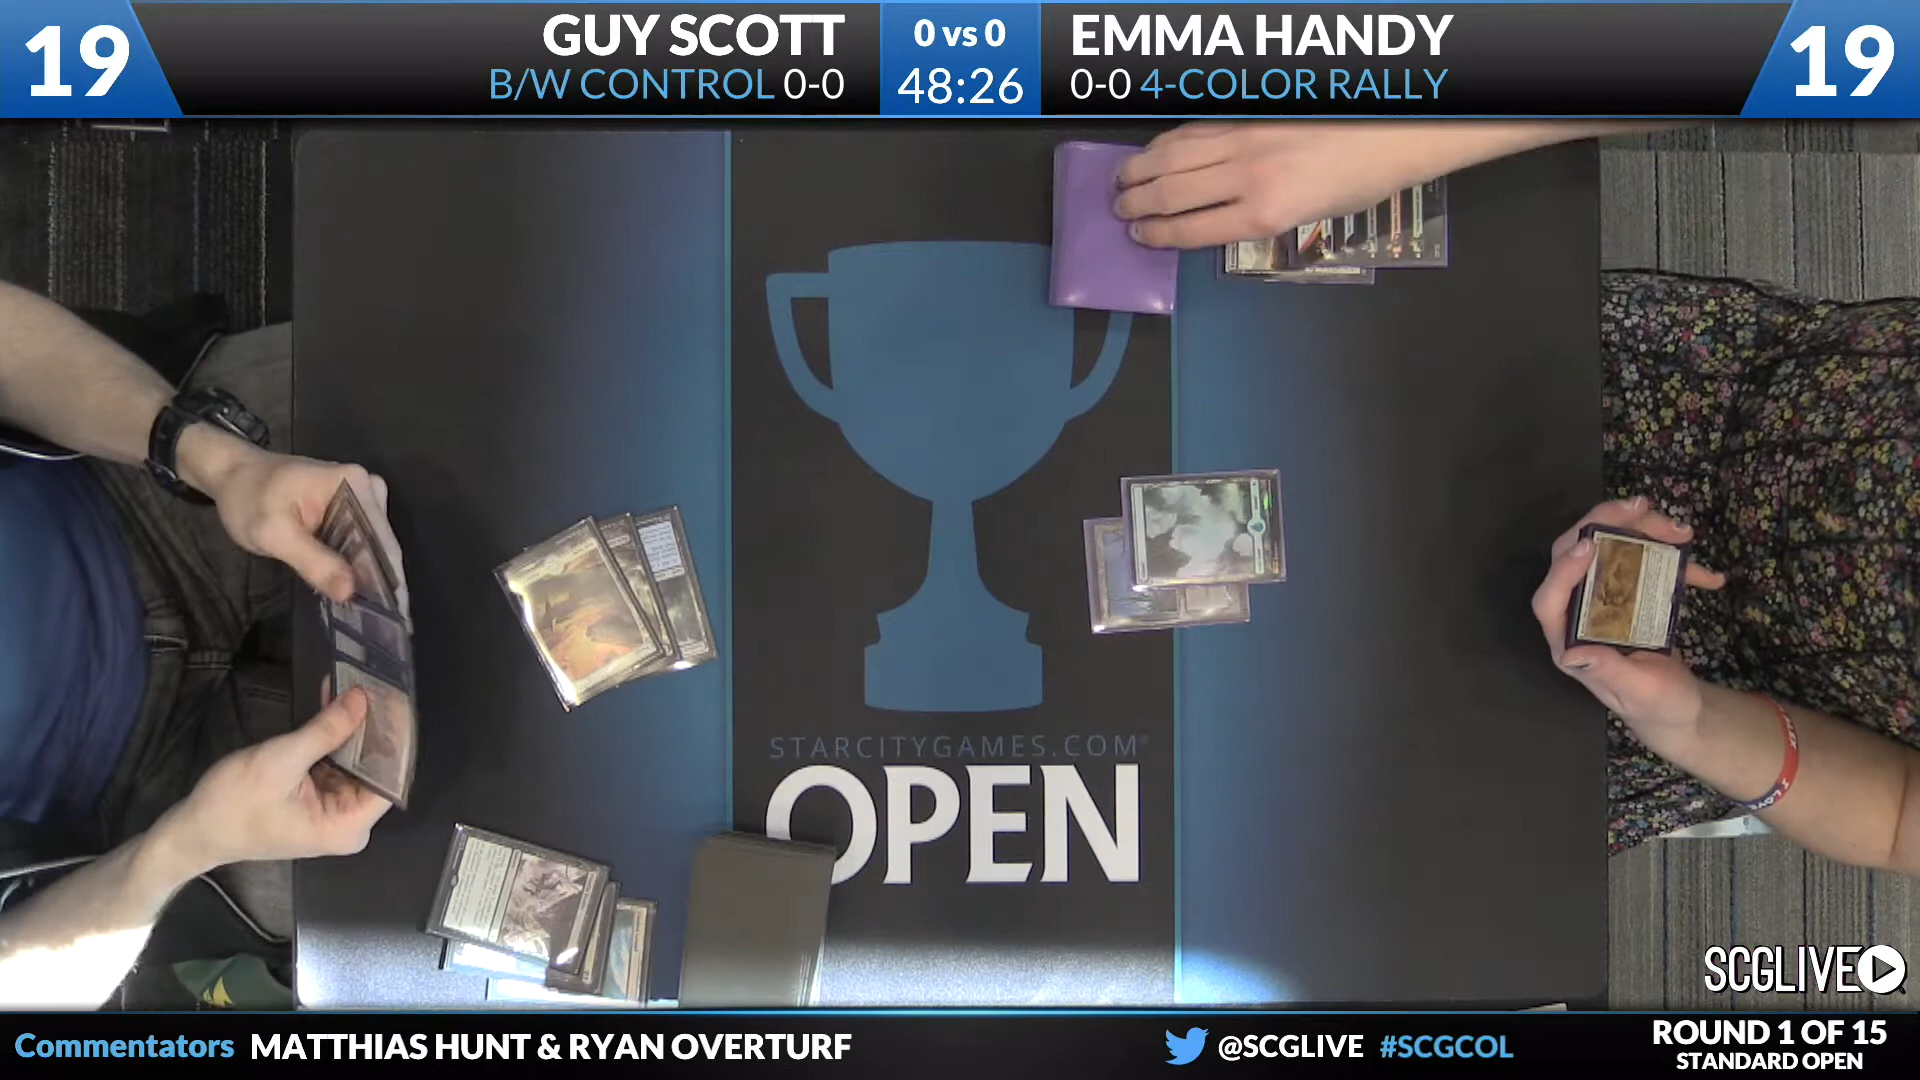 19
GUY SCOTT
B/W CONTROL 0-0
0 vs 0
48:26
EMMA HANDY
0-0 4-COLOR RALLY
19
STARCITYGAMES.COM®
OPEN
SCGLIVE
Commentators MATTHIAS HUNT & RYAN OVERTURF
@SCGLIVE #SCGCOL
ROUND 1 OF 15
STANDARD OPEN